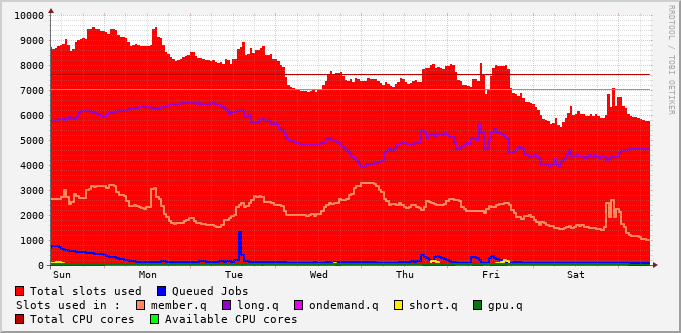 10000
9000
8000
7000
6000
5000
4000
3000
2000
1000
0
Sun Mon Tue Wed Thu Fri Sat
RRDTOOL / TOBI OETIKER
Total slots used Queued Jobs
Slots used in : member.q long.q ondemand.q short.q gpu.q
Total CPU cores Available CPU cores